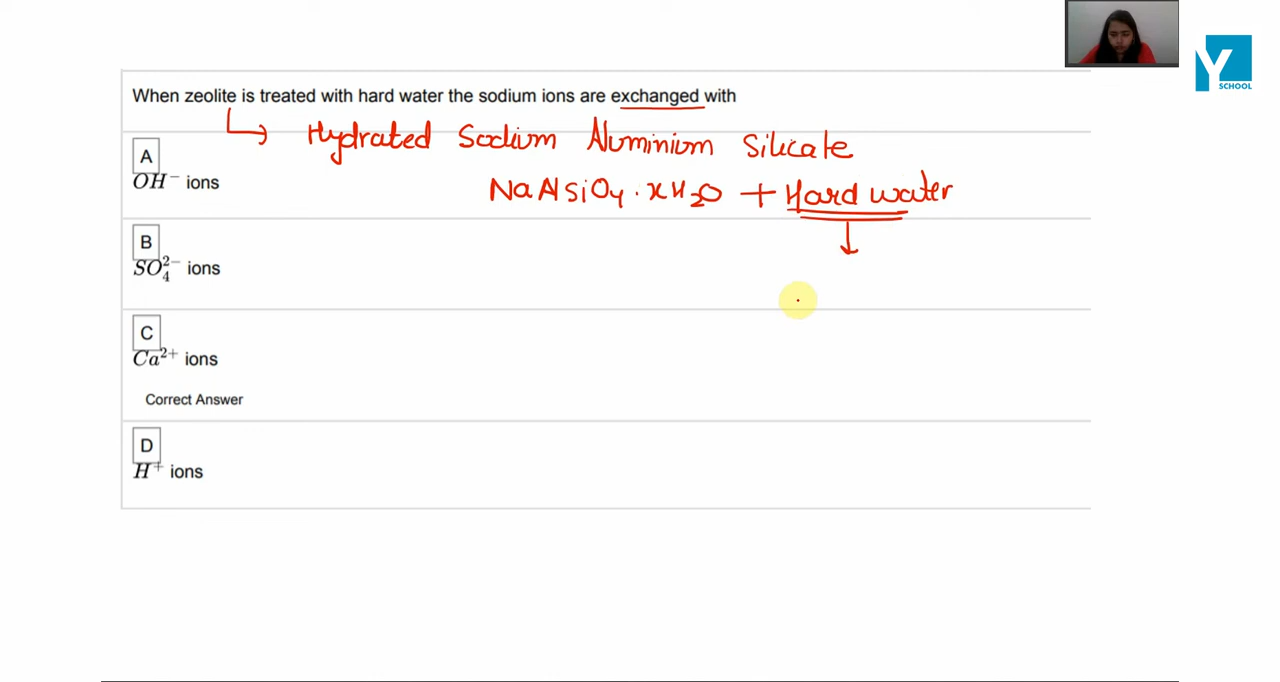 Y
SCHOOL
When zeolite is treated with hard water the sodium ions are exchanged with
Hydrated Sodium Aluminium Silicate
A
OH⁻ ions
NaAlSiO₄·xH₂O + Hard water
B
SO₄²⁻ ions
C
Ca²⁺ ions
Correct Answer
D
H⁺ ions